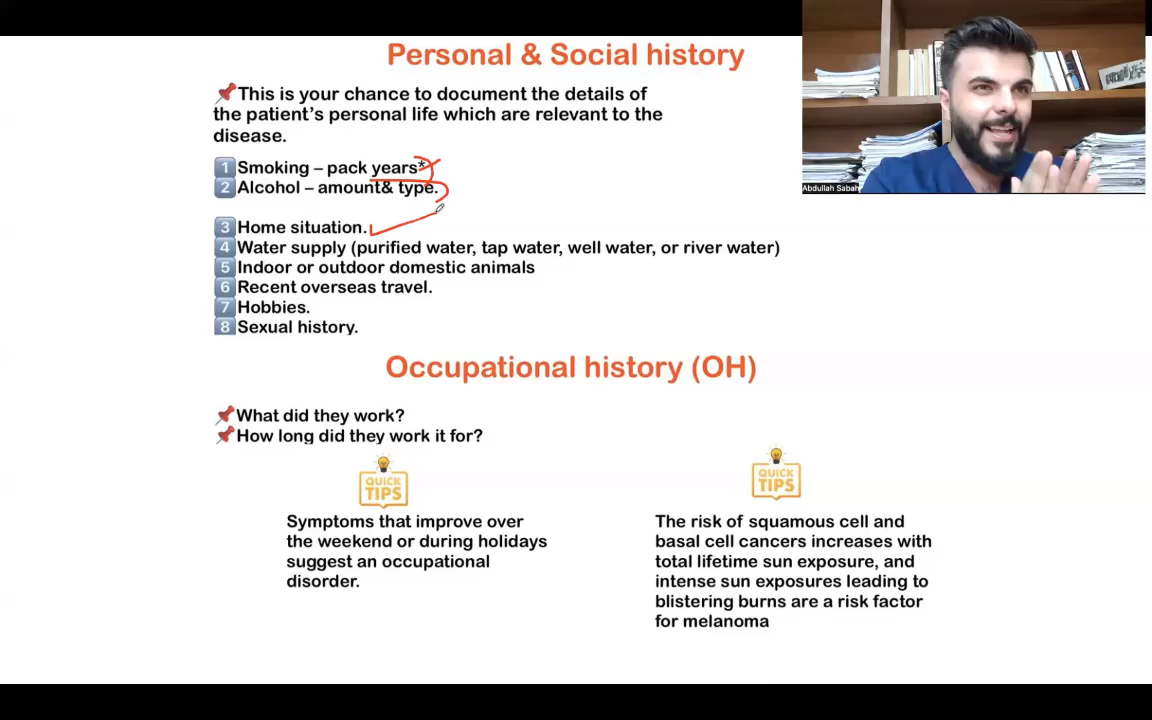 Personal & Social history
📌This is your chance to document the details of
the patient's personal life which are relevant to the
disease.
1 Smoking – pack years*
2 Alcohol – amount& type.
3 Home situation.
4 Water supply (purified water, tap water, well water, or river water)
5 Indoor or outdoor domestic animals
6 Recent overseas travel.
7 Hobbies.
8 Sexual history.
Abdullah Sabah
Occupational history (OH)
📌What did they work?
📌How long did they work it for?
QUICK
TIPS
Symptoms that improve over
the weekend or during holidays
suggest an occupational
disorder.
QUICK
TIPS
The risk of squamous cell and
basal cell cancers increases with
total lifetime sun exposure, and
intense sun exposures leading to
blistering burns are a risk factor
for melanoma